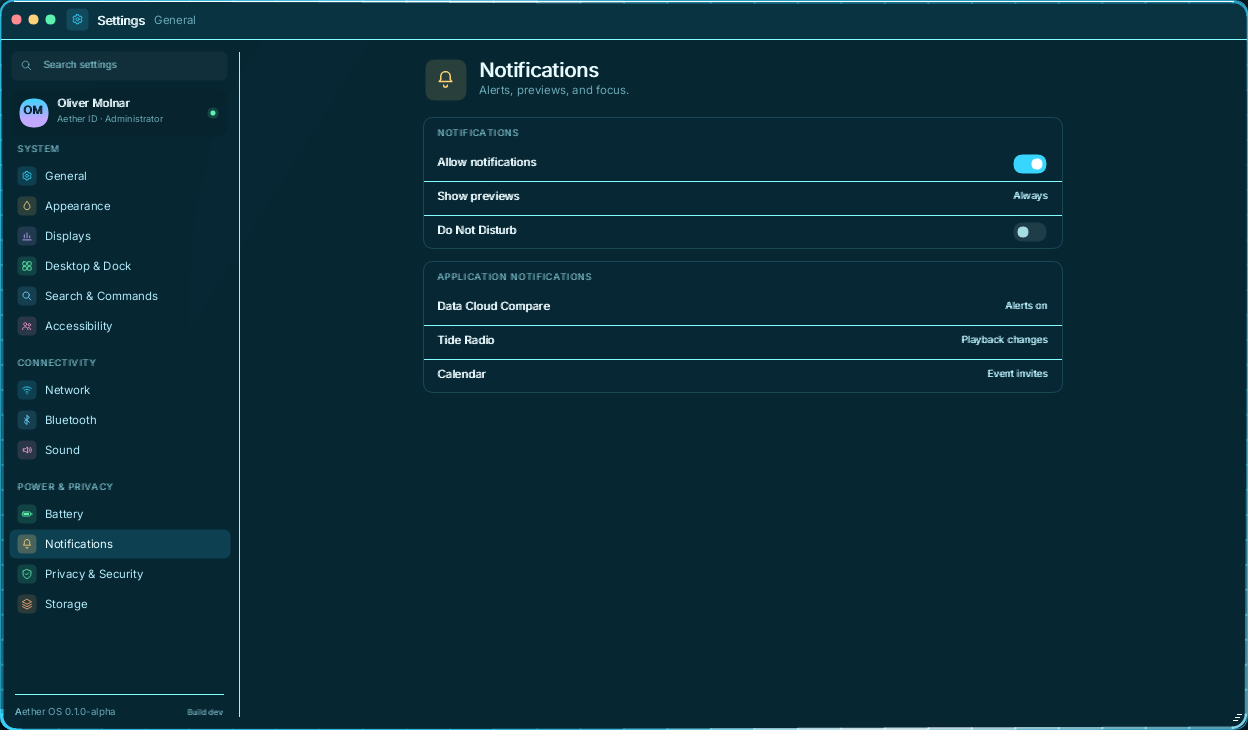 Settings General
Search settings
OM
Oliver Molnar
Aether ID · Administrator
SYSTEM
General
Appearance
Displays
Desktop & Dock
Search & Commands
Accessibility
CONNECTIVITY
Network
Bluetooth
Sound
POWER & PRIVACY
Battery
Notifications
Privacy & Security
Storage
Aether OS 0.1.0-alpha Build dev
Notifications
Alerts, previews, and focus.
NOTIFICATIONS
Allow notifications
Show previews Always
Do Not Disturb
APPLICATION NOTIFICATIONS
Data Cloud Compare Alerts on
Tide Radio Playback changes
Calendar Event invites